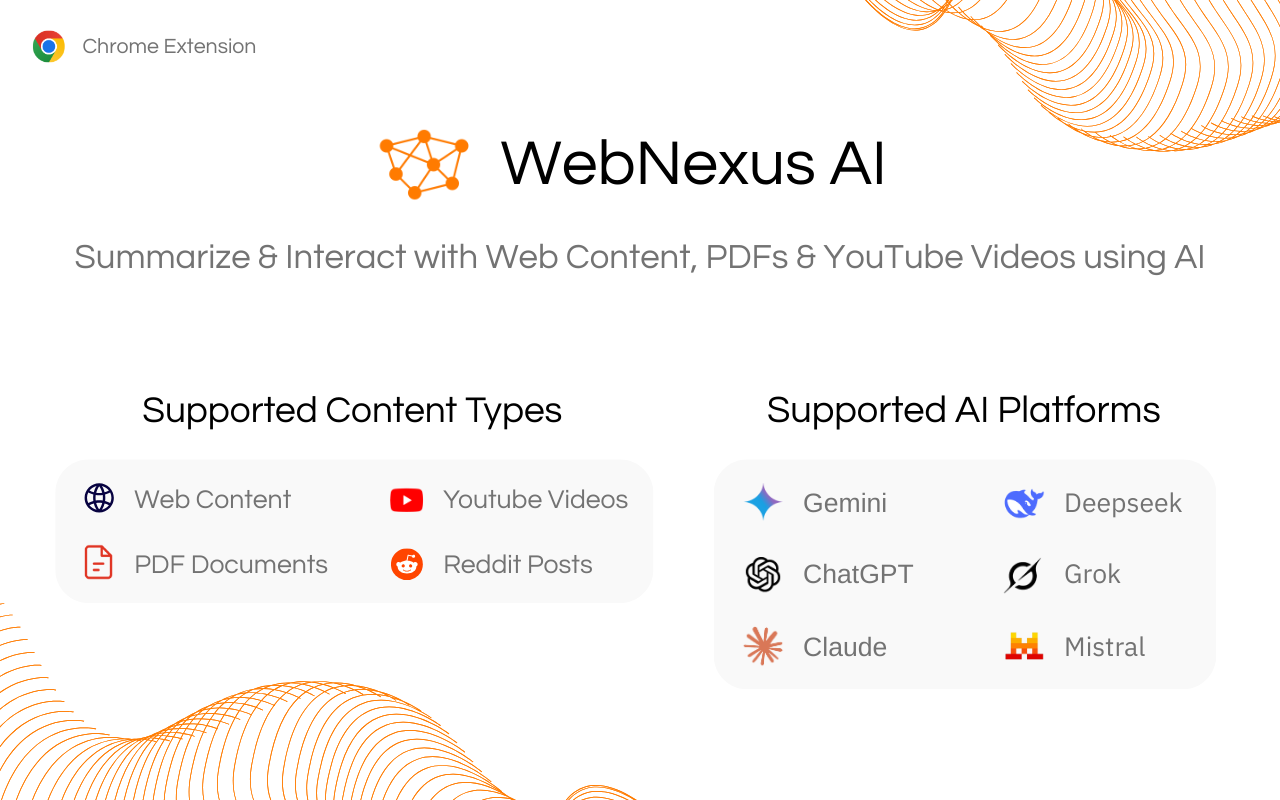 Chrome Extension
WebNexus AI
Summarize & Interact with Web Content, PDFs & YouTube Videos using AI
Supported Content Types
Web Content
Youtube Videos
PDF Documents
Reddit Posts
Supported AI Platforms
Gemini
Deepseek
ChatGPT
Grok
Claude
Mistral